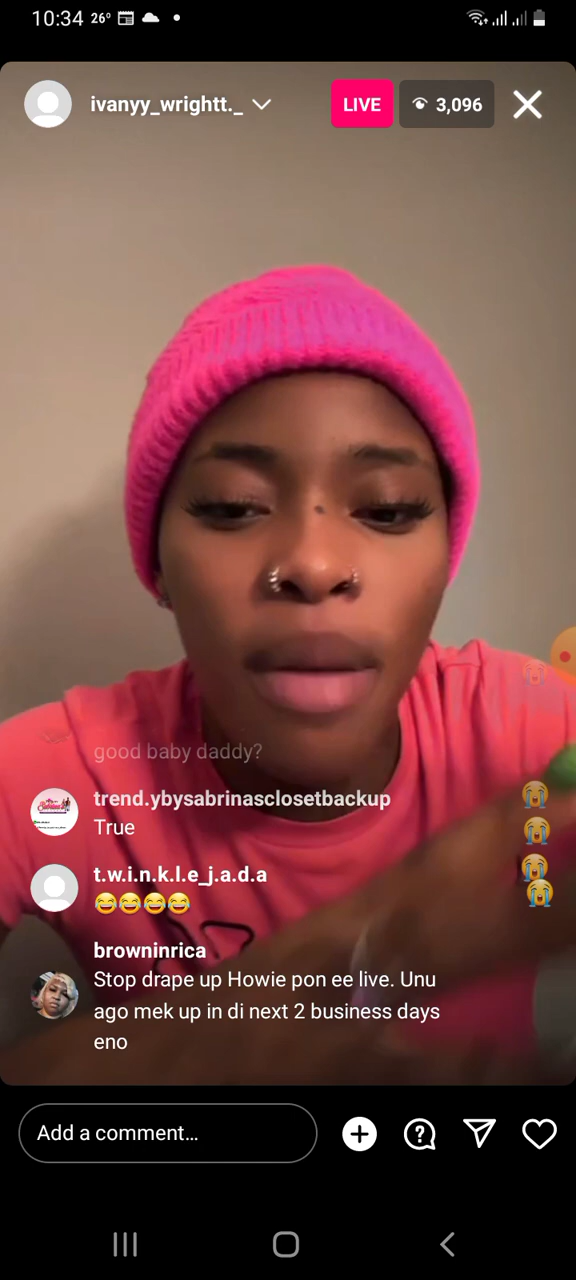 10:34 26°
ivanyy_wrightt._
LIVE
3,096
good baby daddy?
trend.ybysabrinasclosetbackup
True
t.w.i.n.k.l.e_j.a.d.a
😂😂😂😂
browninrica
Stop drape up Howie pon ee live. Unu
ago mek up in di next 2 business days
eno
Add a comment...